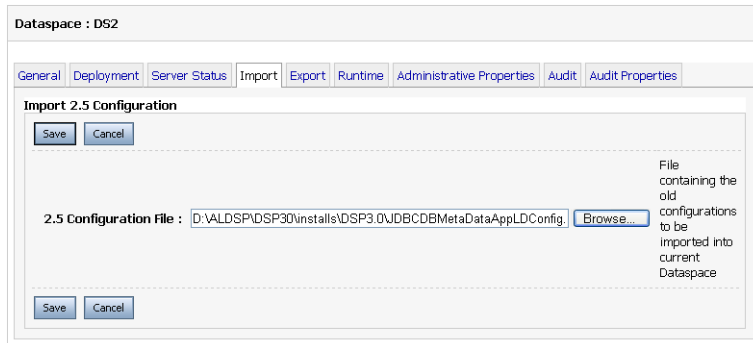 Dataspace : DS2
General Deployment Server Status Import Export Runtime Administrative Properties Audit Audit Properties
Import 2.5 Configuration
Save Cancel
2.5 Configuration File : D:\ALDSP\DSP30\installs\DSP3.0\JDBCDBMetaDataAppLDConfig. Browse...
File
containing the
old
configurations
to be
imported into
current
Dataspace
Save Cancel